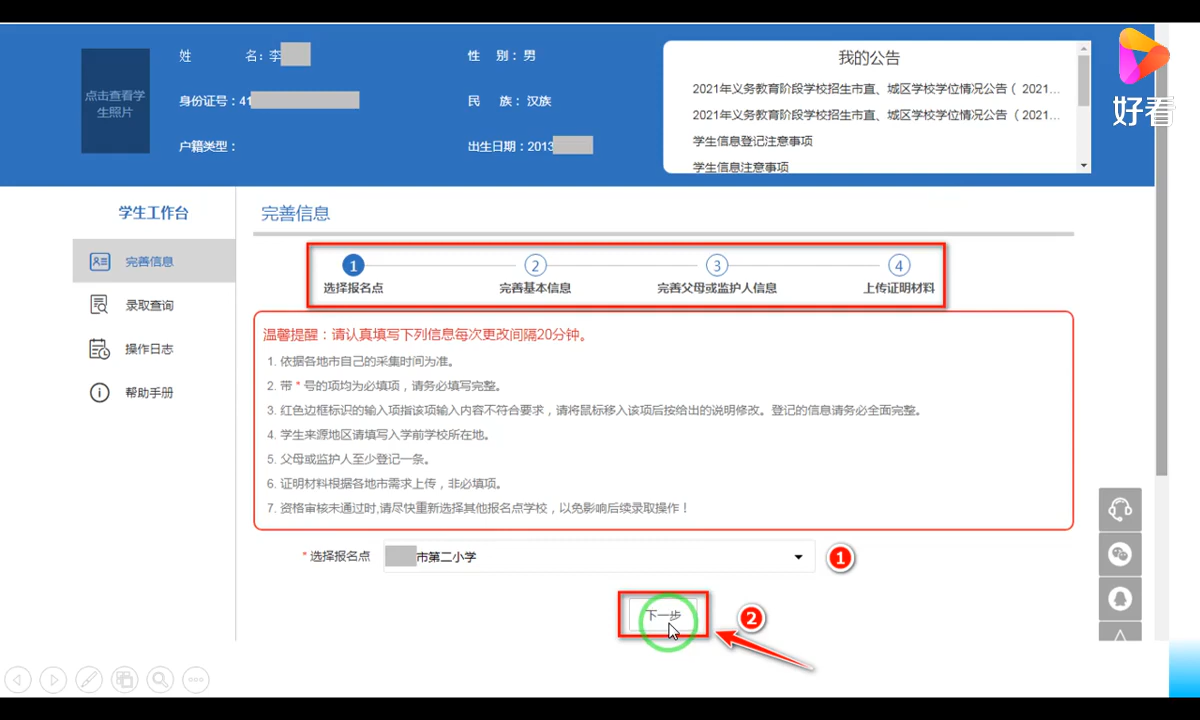 点击查看学
生照片
姓 名：李
性 别：男
身份证号：41
民 族：汉族
户籍类型：
出生日期：2013
我的公告
2021年义务教育阶段学校招生市直、城区学校学位情况公告（ 2021...
2021年义务教育阶段学校招生市直、城区学校学位情况公告（ 2021...
学生信息登记注意事项
学生信息注意事项
好看
学生工作台
完善信息
录取查询
操作日志
帮助手册
完善信息
1 2 3 4
选择报名点 完善基本信息 完善父母或监护人信息 上传证明材料
温馨提醒：请认真填写下列信息每次更改间隔20分钟。
1. 依据各地市自己的采集时间为准。
2. 带 * 号的项均为必填项，请务必填写完整。
3. 红色边框标识的输入项指该项输入内容不符合要求，请将鼠标移入该项后按给出的说明修改。登记的信息请务必全面完整。
4. 学生来源地区请填写入学前学校所在地。
5. 父母或监护人至少登记一条。
6. 证明材料根据各地市需求上传，非必填项。
7. 资格审核未通过时,请尽快重新选择其他报名点学校，以免影响后续录取操作！
* 选择报名点 市第二小学 1
下一步 2